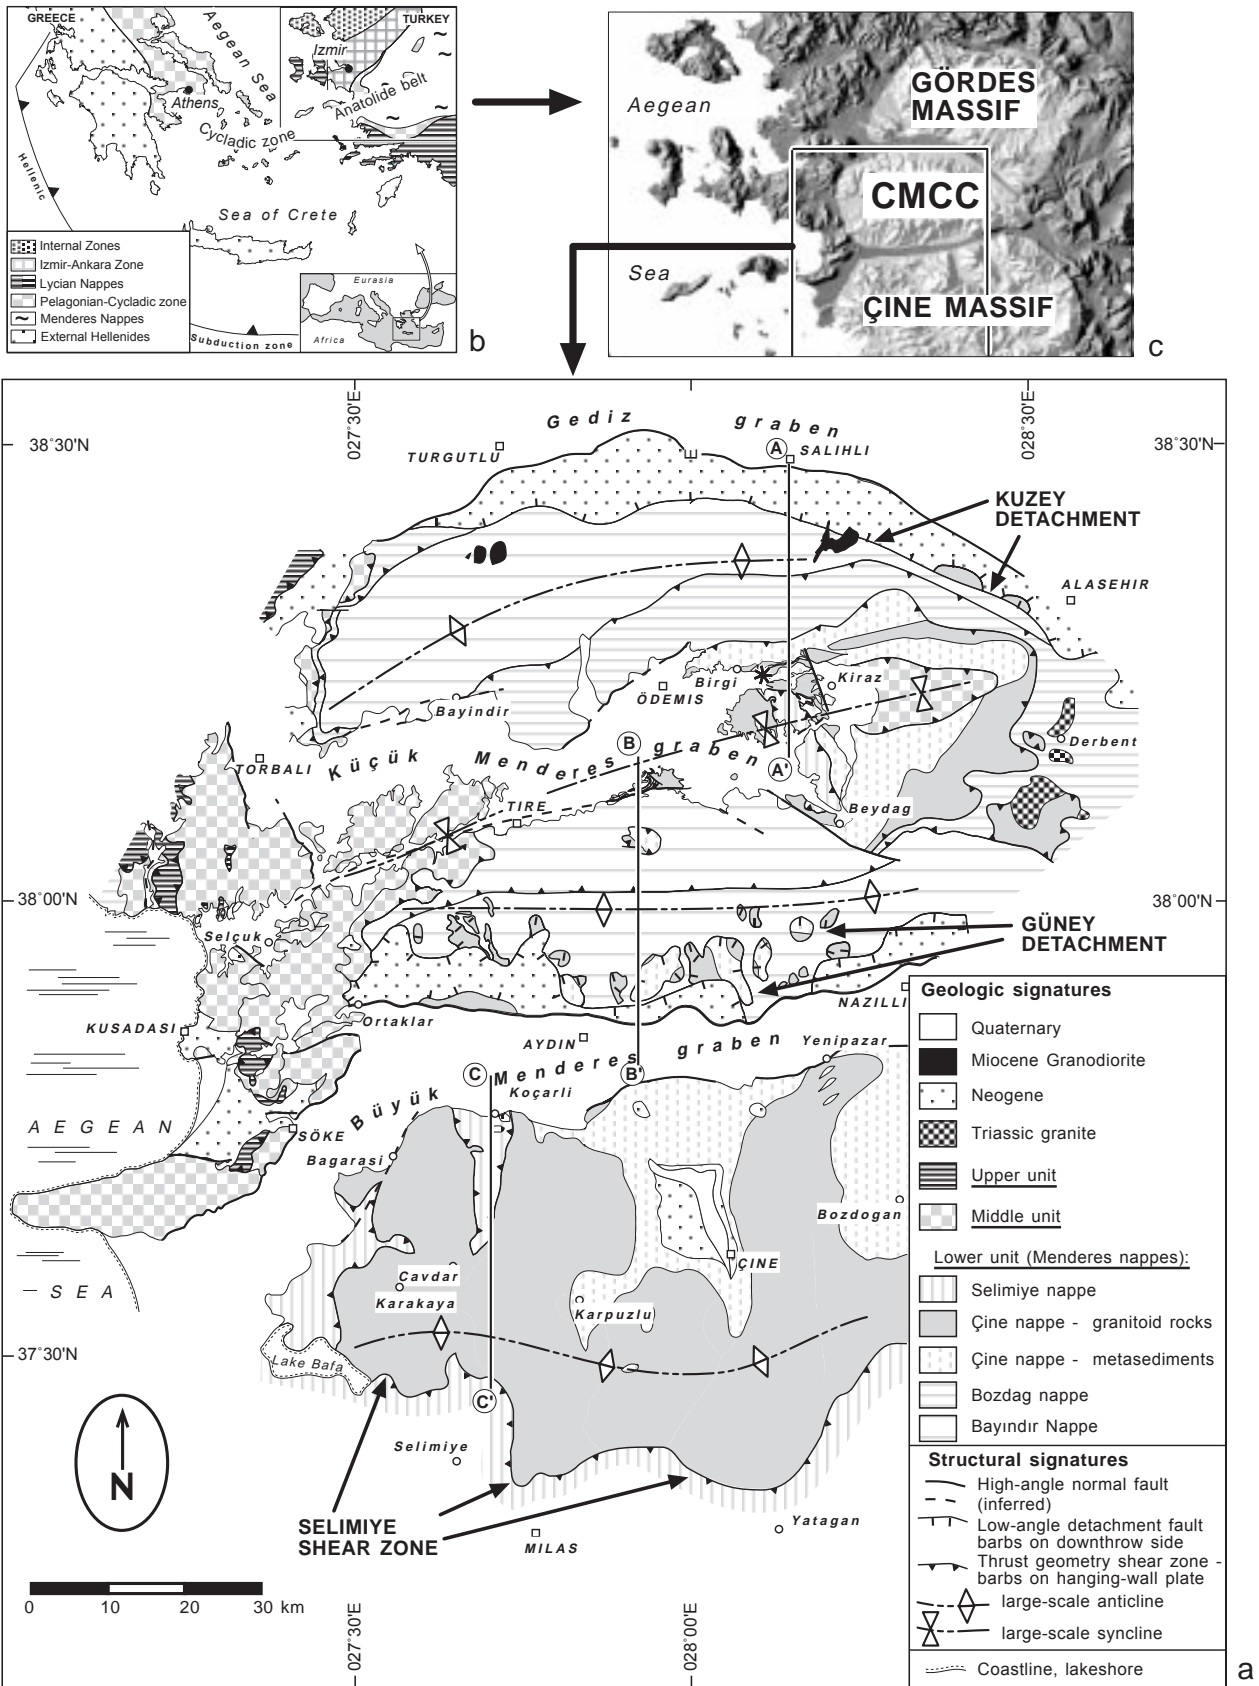 GREECE
TURKEY
Aegean Sea
Izmir
Athens
Anatolide belt
Cycladic zone
Hellenic
Sea of Crete
Internal Zones
Izmir-Ankara Zone
Lycian Nappes
Pelagonian-Cycladic zone
Menderes Nappes
External Hellenides
Eurasia
Africa
Subduction zone
b
Aegean
Sea
GÖRDES
MASSIF
CMCC
ÇINE MASSIF
c
027°30'E
028°30'E
E
38°30'N
38°30'N
Gediz graben
TURGUTLU
A
SALIHLI
KUZEY
DETACHMENT
ALASEHIR
Birgi
Kiraz
ÖDEMIS
Bayindir
Derbent
TORBALI
Küçük Menderes graben
B
A'
TIRE
Beydag
38°00'N
38°00'N
Selçuk
GÜNEY
DETACHMENT
NAZILLI
KUSADASI
Ortaklar
AYDIN
Büyük Menderes graben
Yenipazar
C
B'
Koçarli
AEGEAN
SEA
SÖKE
Bagarasi
Bozdogan
ÇINE
Cavdar
Karakaya
Karpuzlu
37°30'N
Lake Bafa
C'
Selimiye
N
SELIMIYE
SHEAR ZONE
MILAS
Yatagan
0 10 20 30 km
027°30'E
028°00'E
Geologic signatures
Quaternary
Miocene Granodiorite
Neogene
Triassic granite
Upper unit
Middle unit
Lower unit (Menderes nappes):
Selimiye nappe
Çine nappe - granitoid rocks
Çine nappe - metasediments
Bozdag nappe
Bayındır Nappe
Structural signatures
High-angle normal fault
(inferred)
Low-angle detachment fault
barbs on downthrow side
Thrust geometry shear zone -
barbs on hanging-wall plate
large-scale anticline
large-scale syncline
Coastline, lakeshore
a